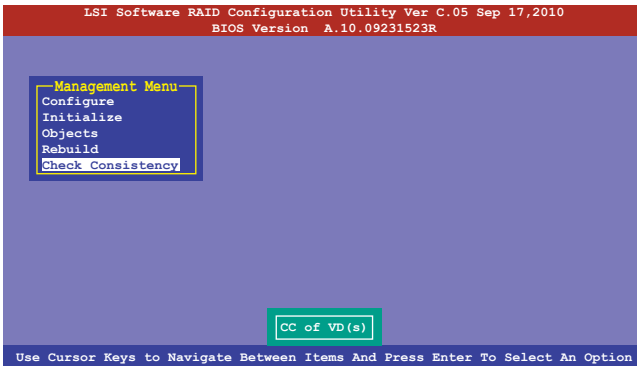 LSI Software RAID Configuration Utility Ver C.05 Sep 17,2010
BIOS Version A.10.09231523R
Management Menu
Configure
Initialize
Objects
Rebuild
Check Consistency
CC of VD(s)
Use Cursor Keys to Navigate Between Items And Press Enter To Select An Option